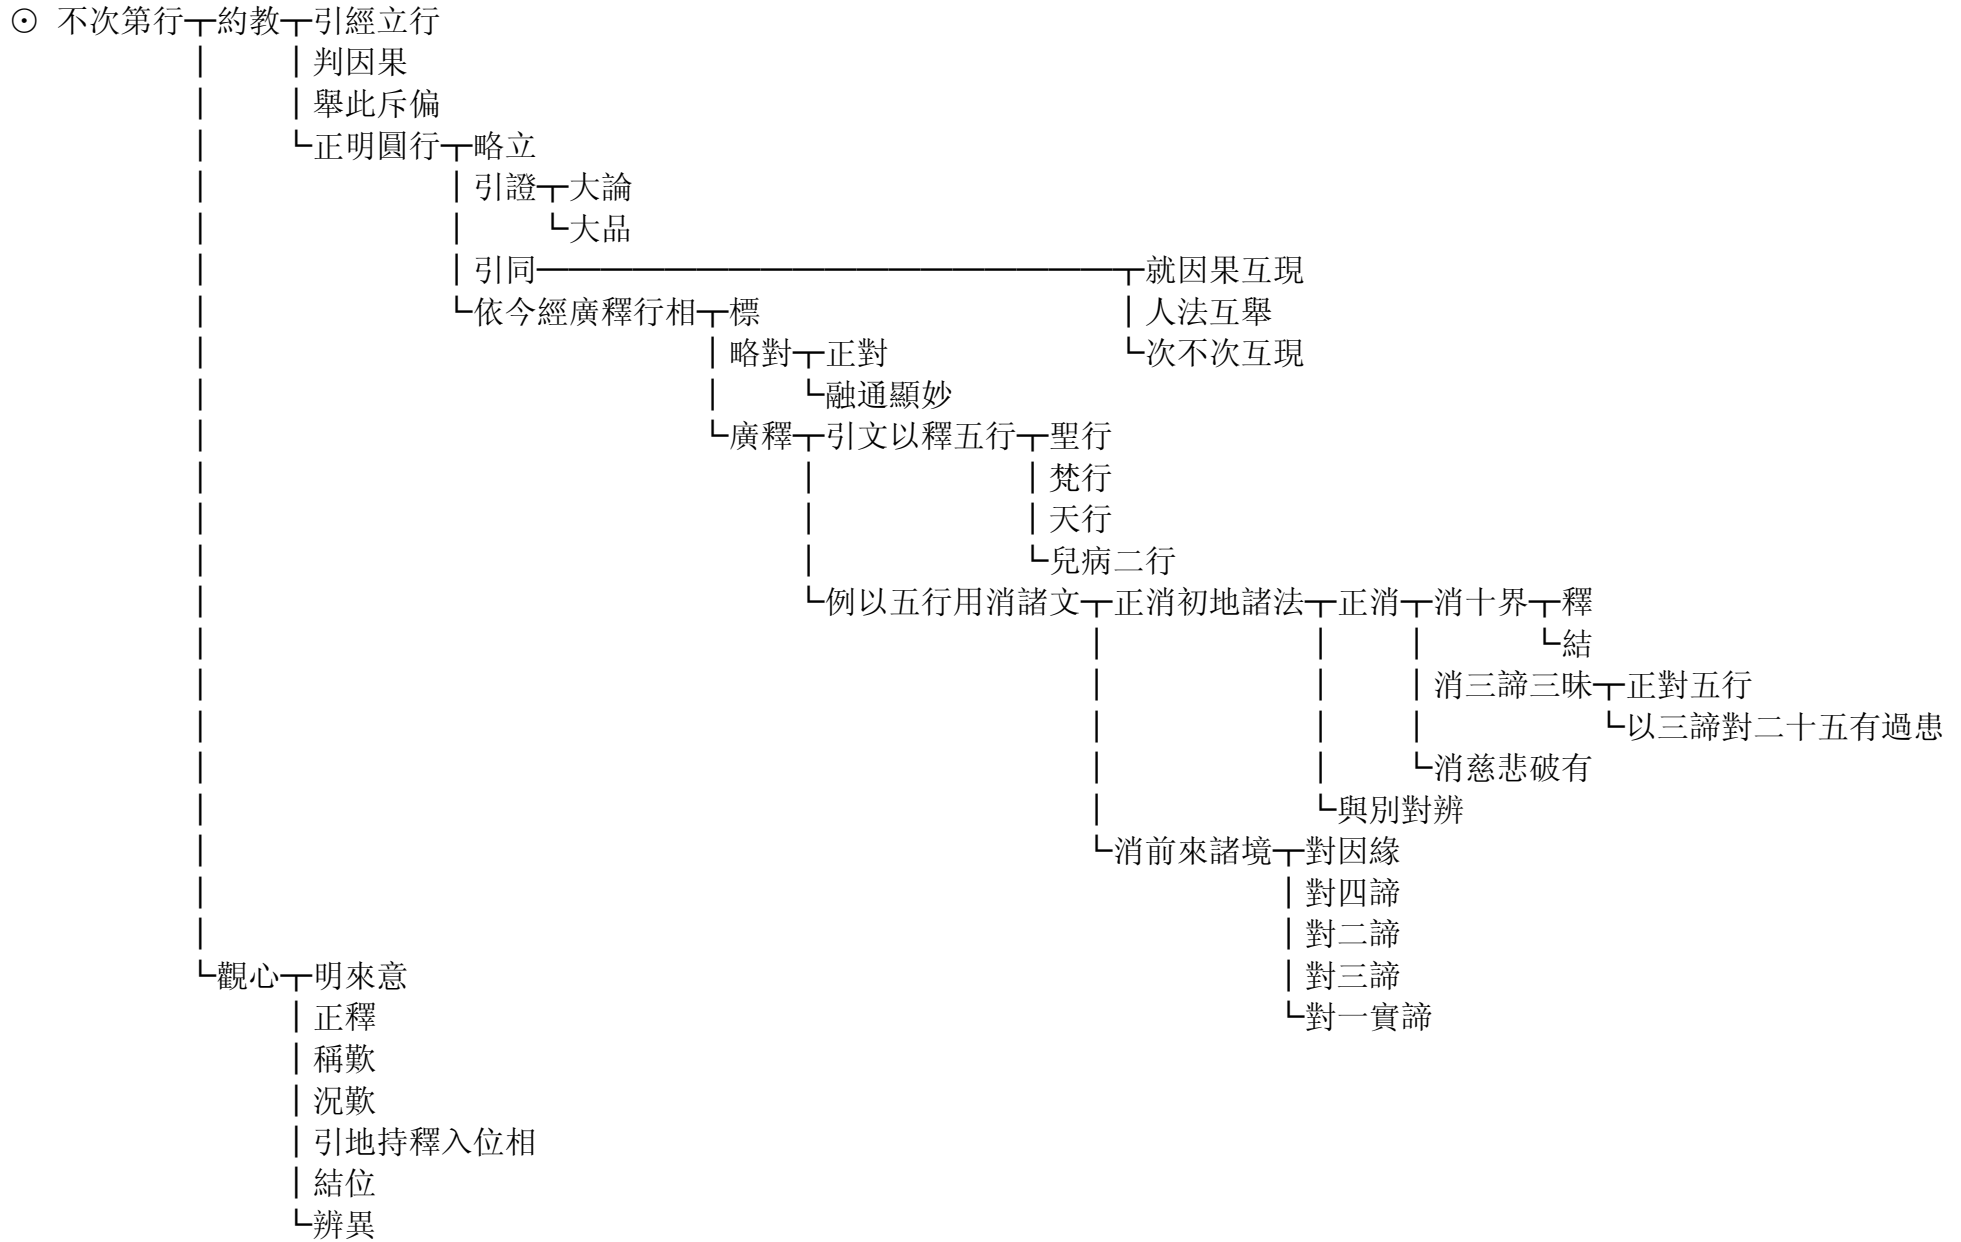 ⊙ 不次第行┬約教┬引經立行
│ │判因果
│ │舉此斥偏
│ └正明圓行┬略立
│ │引證┬大論
│ │ └大品
│ │引同───────────────────┬就因果互現
│ └依今經廣釋行相┬標 │人法互舉
│ │略對┬正對 └次不次互現
│ │ └融通顯妙
│ └廣釋┬引文以釋五行┬聖行
│ │ │梵行
│ │ │天行
│ │ └兒病二行
│ └例以五行用消諸文┬正消初地諸法┬正消┬消十界┬釋
│ │ │ │ └結
│ │ │ │消三諦三昧┬正對五行
│ │ │ │ └以三諦對二十五有過患
│ │ │ └消慈悲破有
│ │ └與別對辨
│ └消前來諸境┬對因緣
│ │對四諦
│ │對二諦
└觀心┬明來意 │對三諦
│正釋 └對一實諦
│稱歎
│況歎
│引地持釋入位相
│結位
└辨異